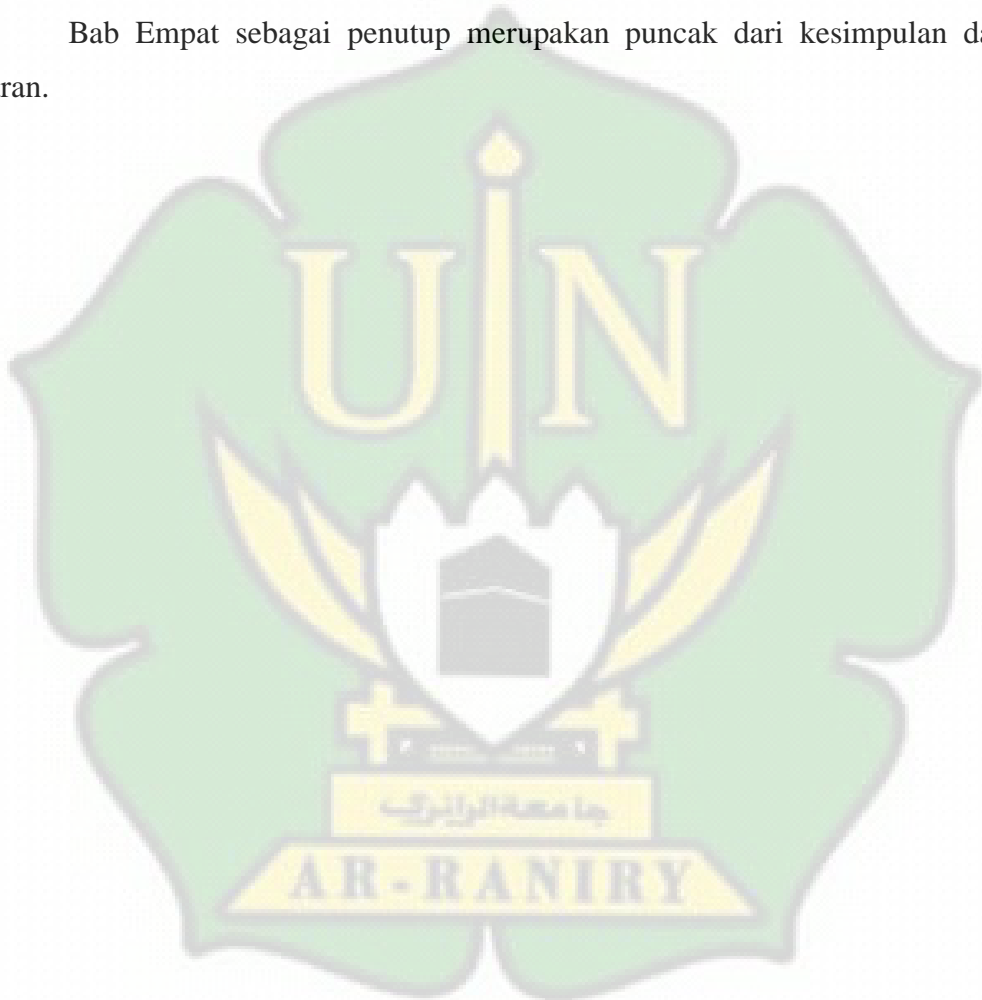 Bab Empat sebagai penutup merupakan puncak dari kesimpulan da
ran.
UIN
جامعة الرانري
AR-RANIRY